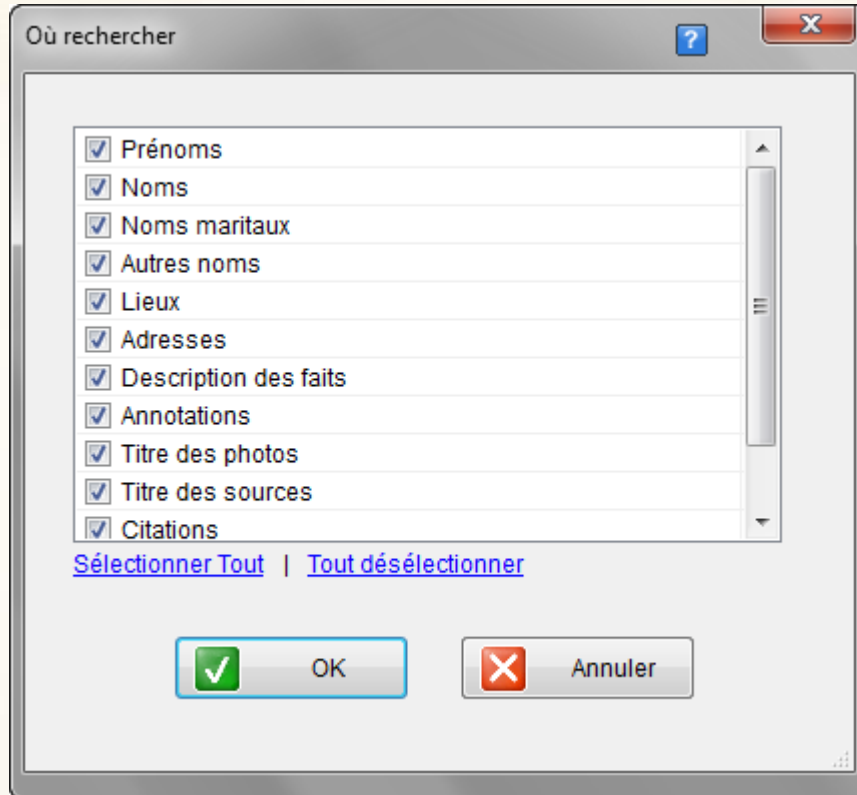 Où rechercher
?
Prénoms
Noms
Noms maritaux
Autres noms
Lieux
Adresses
Description des faits
Annotations
Titre des photos
Titre des sources
Citations
Sélectionner Tout | Tout désélectionner
OK Annuler